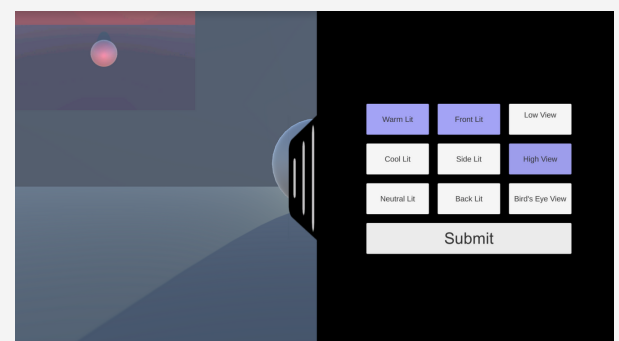 Warm Lit
Front Lit
Low View
Cool Lit
Side Lit
High View
Neutral Lit
Back Lit
Bird's Eye View
Submit